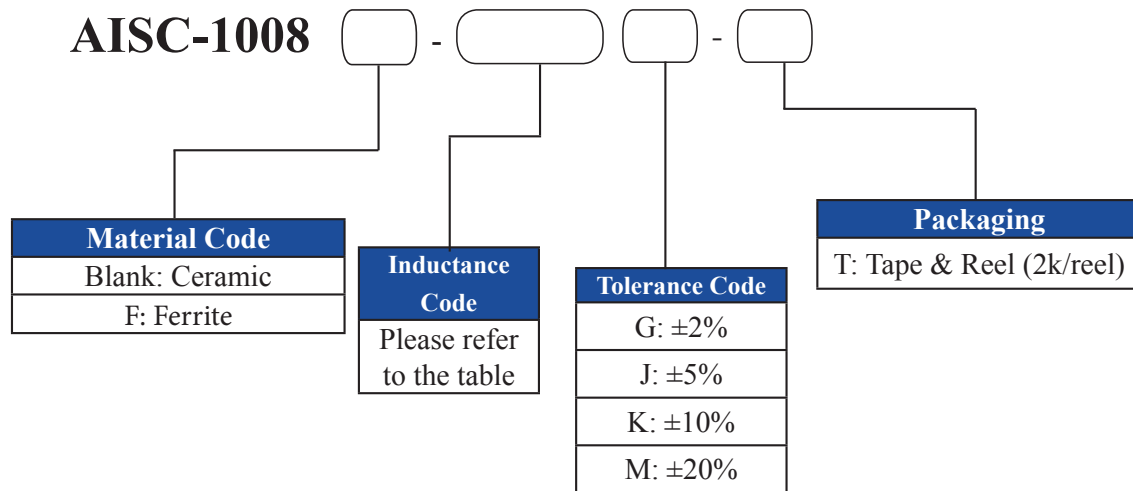 AISC-1008 - -
Material Code
Blank: Ceramic
F: Ferrite
Inductance
Code
Please refer
to the table
Tolerance Code
G: ±2%
J: ±5%
K: ±10%
M: ±20%
Packaging
T: Tape & Reel (2k/reel)